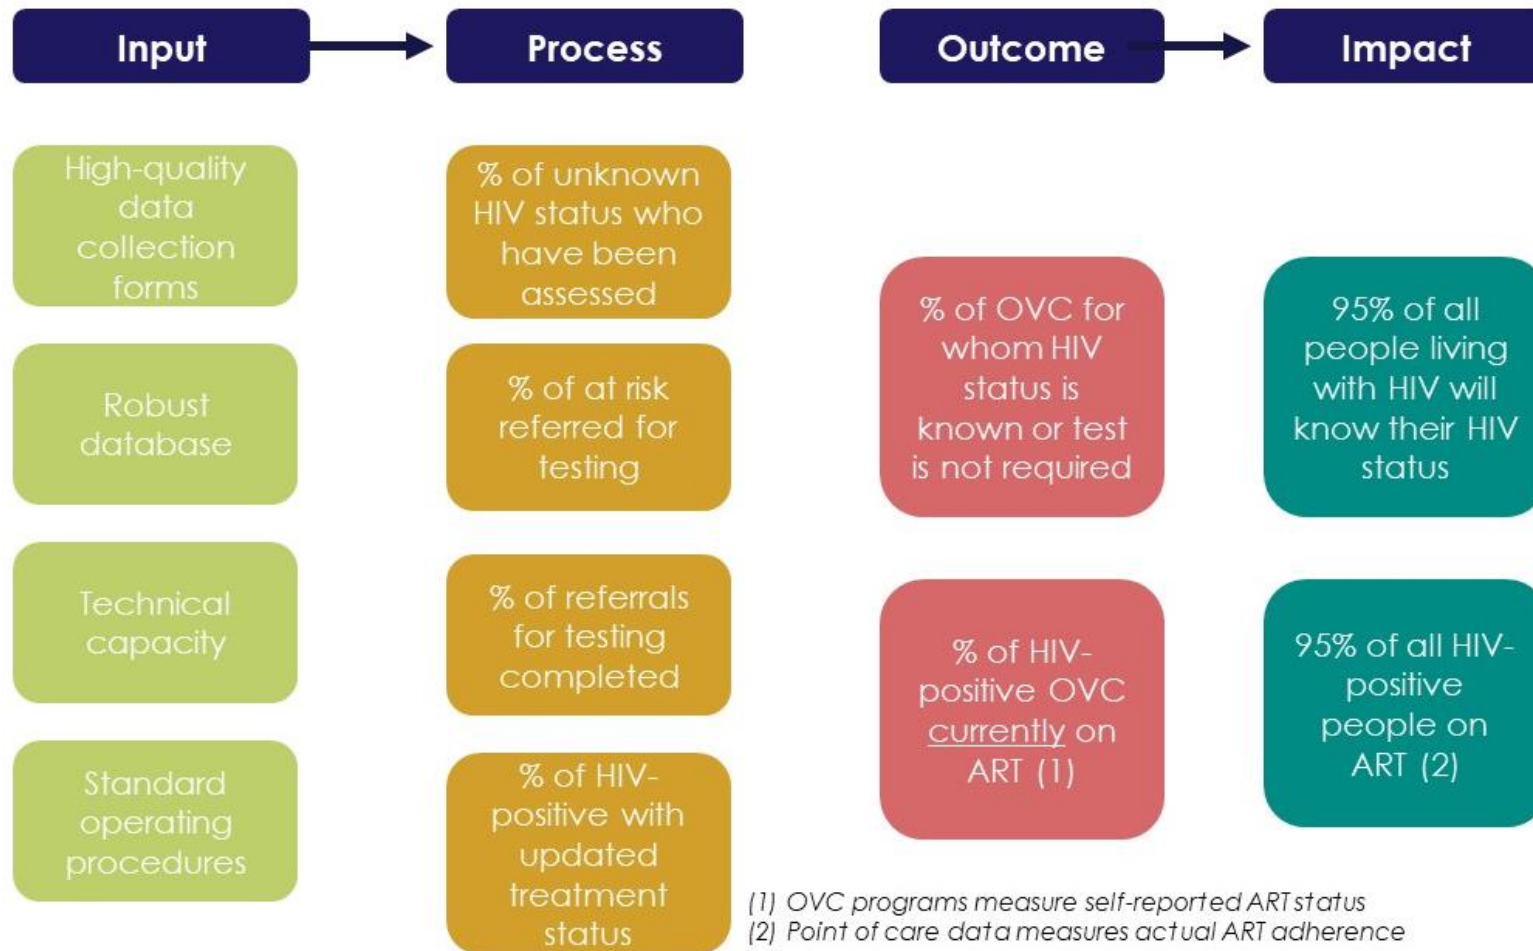 Input
Process
Outcome
Impact
High-quality
data
collection
forms
Robust
database
Technical
capacity
Standard
operating
procedures
% of unknown
HIV status who
have been
assessed
% of at risk
referred for
testing
% of referrals
for testing
completed
% of HIV-
positive with
updated
treatment
status
% of OVC for
whom HIV
status is
known or test
is not required
% of HIV-
positive OVC
currently on
ART (1)
95% of all
people living
with HIV will
know their HIV
status
95% of all HIV-
positive
people on
ART (2)
(1) OVC programs measure self-reported ART status
(2) Point of care data measures actual ART adherence